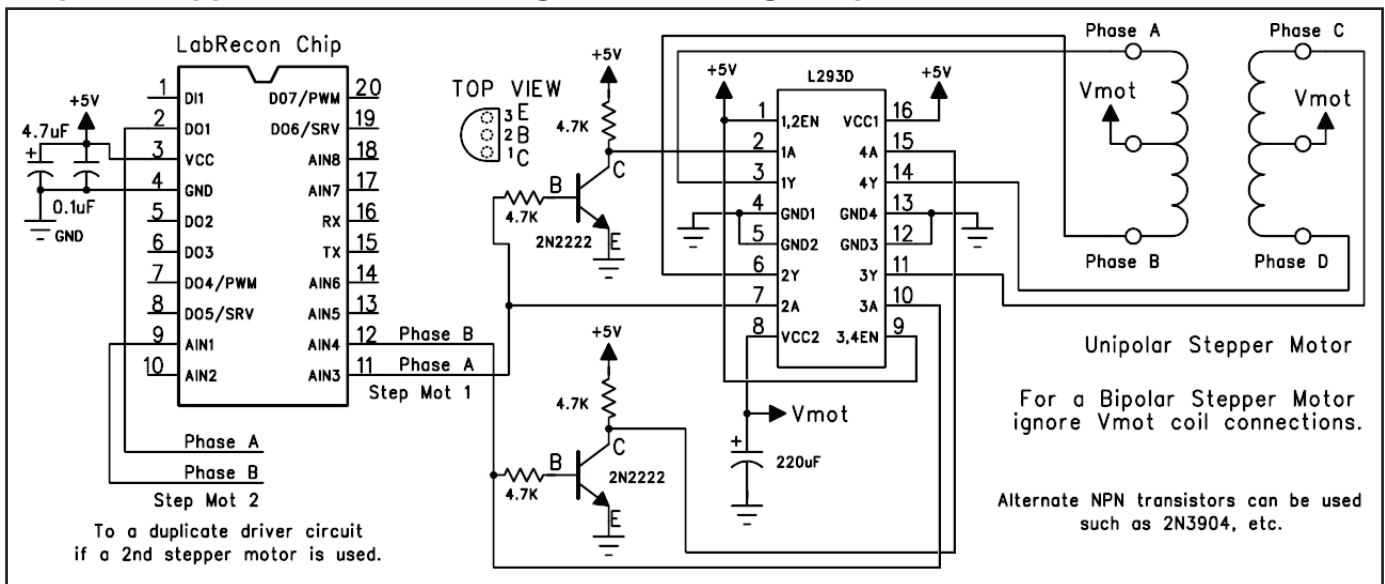 LabRecon Chip
+5V
4.7uF
0.1uF
GND
1 DI1
2 DO1
3 VCC
4 GND
5 DO2
6 DO3
7 DO4/PWM
8 DO5/SRV
9 AIN1
10 AIN2
DO7/PWM 20
DO6/SRV 19
AIN8 18
AIN7 17
RX 16
TX 15
AIN6 14
AIN5 13
AIN4 12
AIN3 11
Phase B
Phase A
Step Mot 1
Phase A
Phase B
Step Mot 2
To a duplicate driver circuit
if a 2nd stepper motor is used.
TOP VIEW
3 E
2 B
1 C
+5V
4.7K
C
B
4.7K
2N2222
E
+5V
4.7K
C
B
4.7K
2N2222
E
+5V
L293D
+5V
1 1,2EN
2 1A
3 1Y
4 GND1
5 GND2
6 2Y
7 2A
8 VCC2
VCC1 16
4A 15
4Y 14
GND4 13
GND3 12
3Y 11
3A 10
3,4EN 9
Vmot
+
220uF
Phase A
Phase C
Vmot
Vmot
Phase B
Phase D
Unipolar Stepper Motor
For a Bipolar Stepper Motor
ignore Vmot coil connections.
Alternate NPN transistors can be used
such as 2N3904, etc.